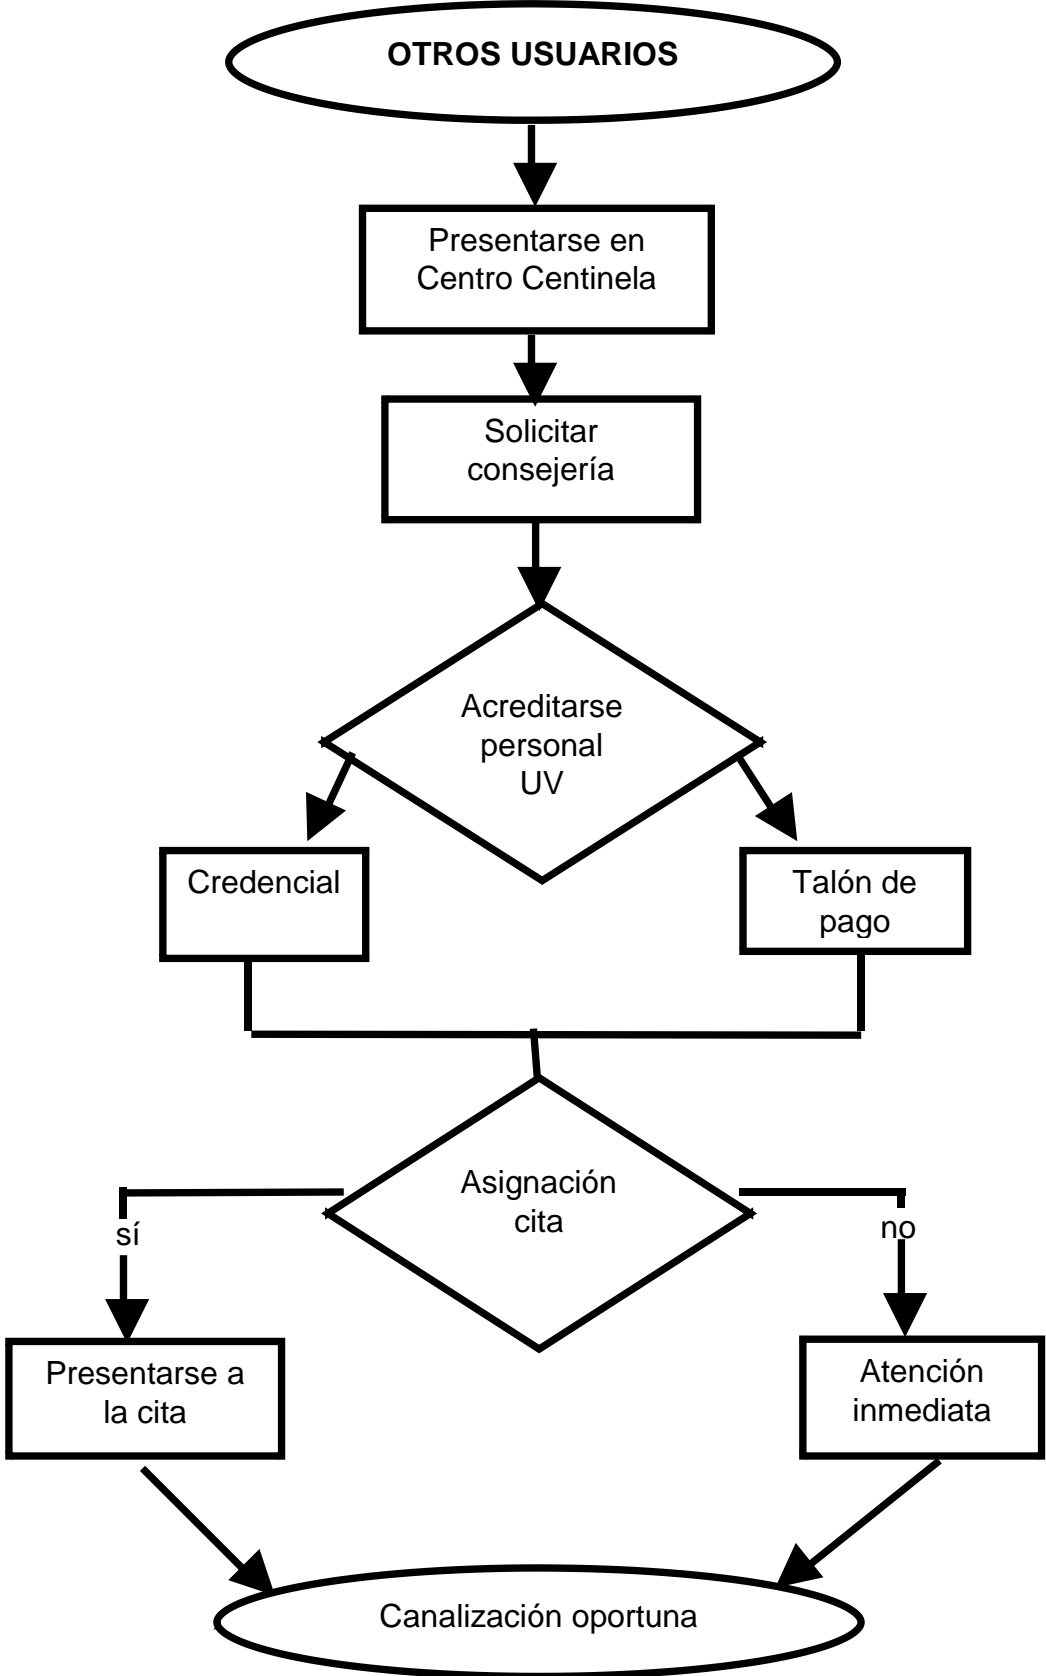 OTROS USUARIOS
Presentarse en
Centro Centinela
Solicitar
consejería
Acreditarse
personal
UV
Credencial
Talón de
pago
Asignación
cita
sí
no
Presentarse a
la cita
Atención
inmediata
Canalización oportuna